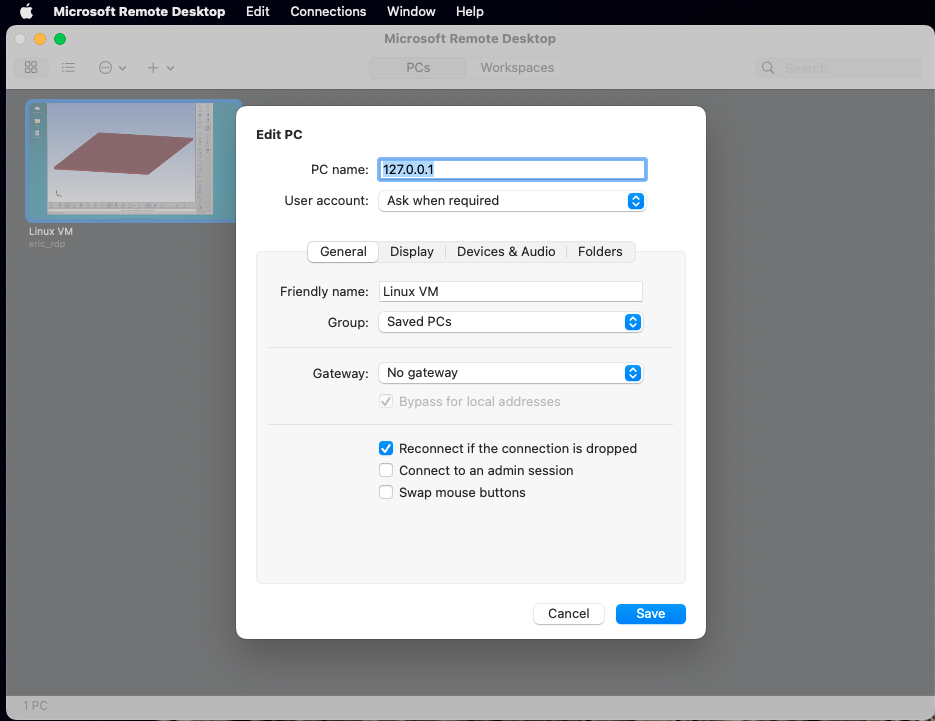 Microsoft Remote Desktop Edit Connections Window Help
Microsoft Remote Desktop
PCs Workspaces Search
Edit PC
PC name: 127.0.0.1
User account: Ask when required
Linux VM
eric_rdp
General Display Devices & Audio Folders
Friendly name: Linux VM
Group: Saved PCs
Gateway: No gateway
Bypass for local addresses
Reconnect if the connection is dropped
Connect to an admin session
Swap mouse buttons
Cancel Save
1 PC